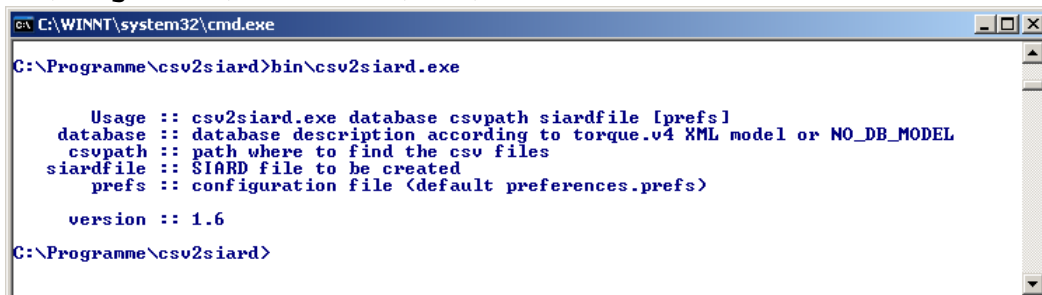 C:\WINNT\system32\cmd.exe
C:\Programme\csv2siard>bin\csv2siard.exe
Usage :: csv2siard.exe database csvpath siardfile [prefs]
database :: database description according to torque.v4 XML model or NO_DB_MODEL
csvpath :: path where to find the csv files
siardfile :: SIARD file to be created
prefs :: configuration file (default preferences.prefs)
version :: 1.6
C:\Programme\csv2siard>